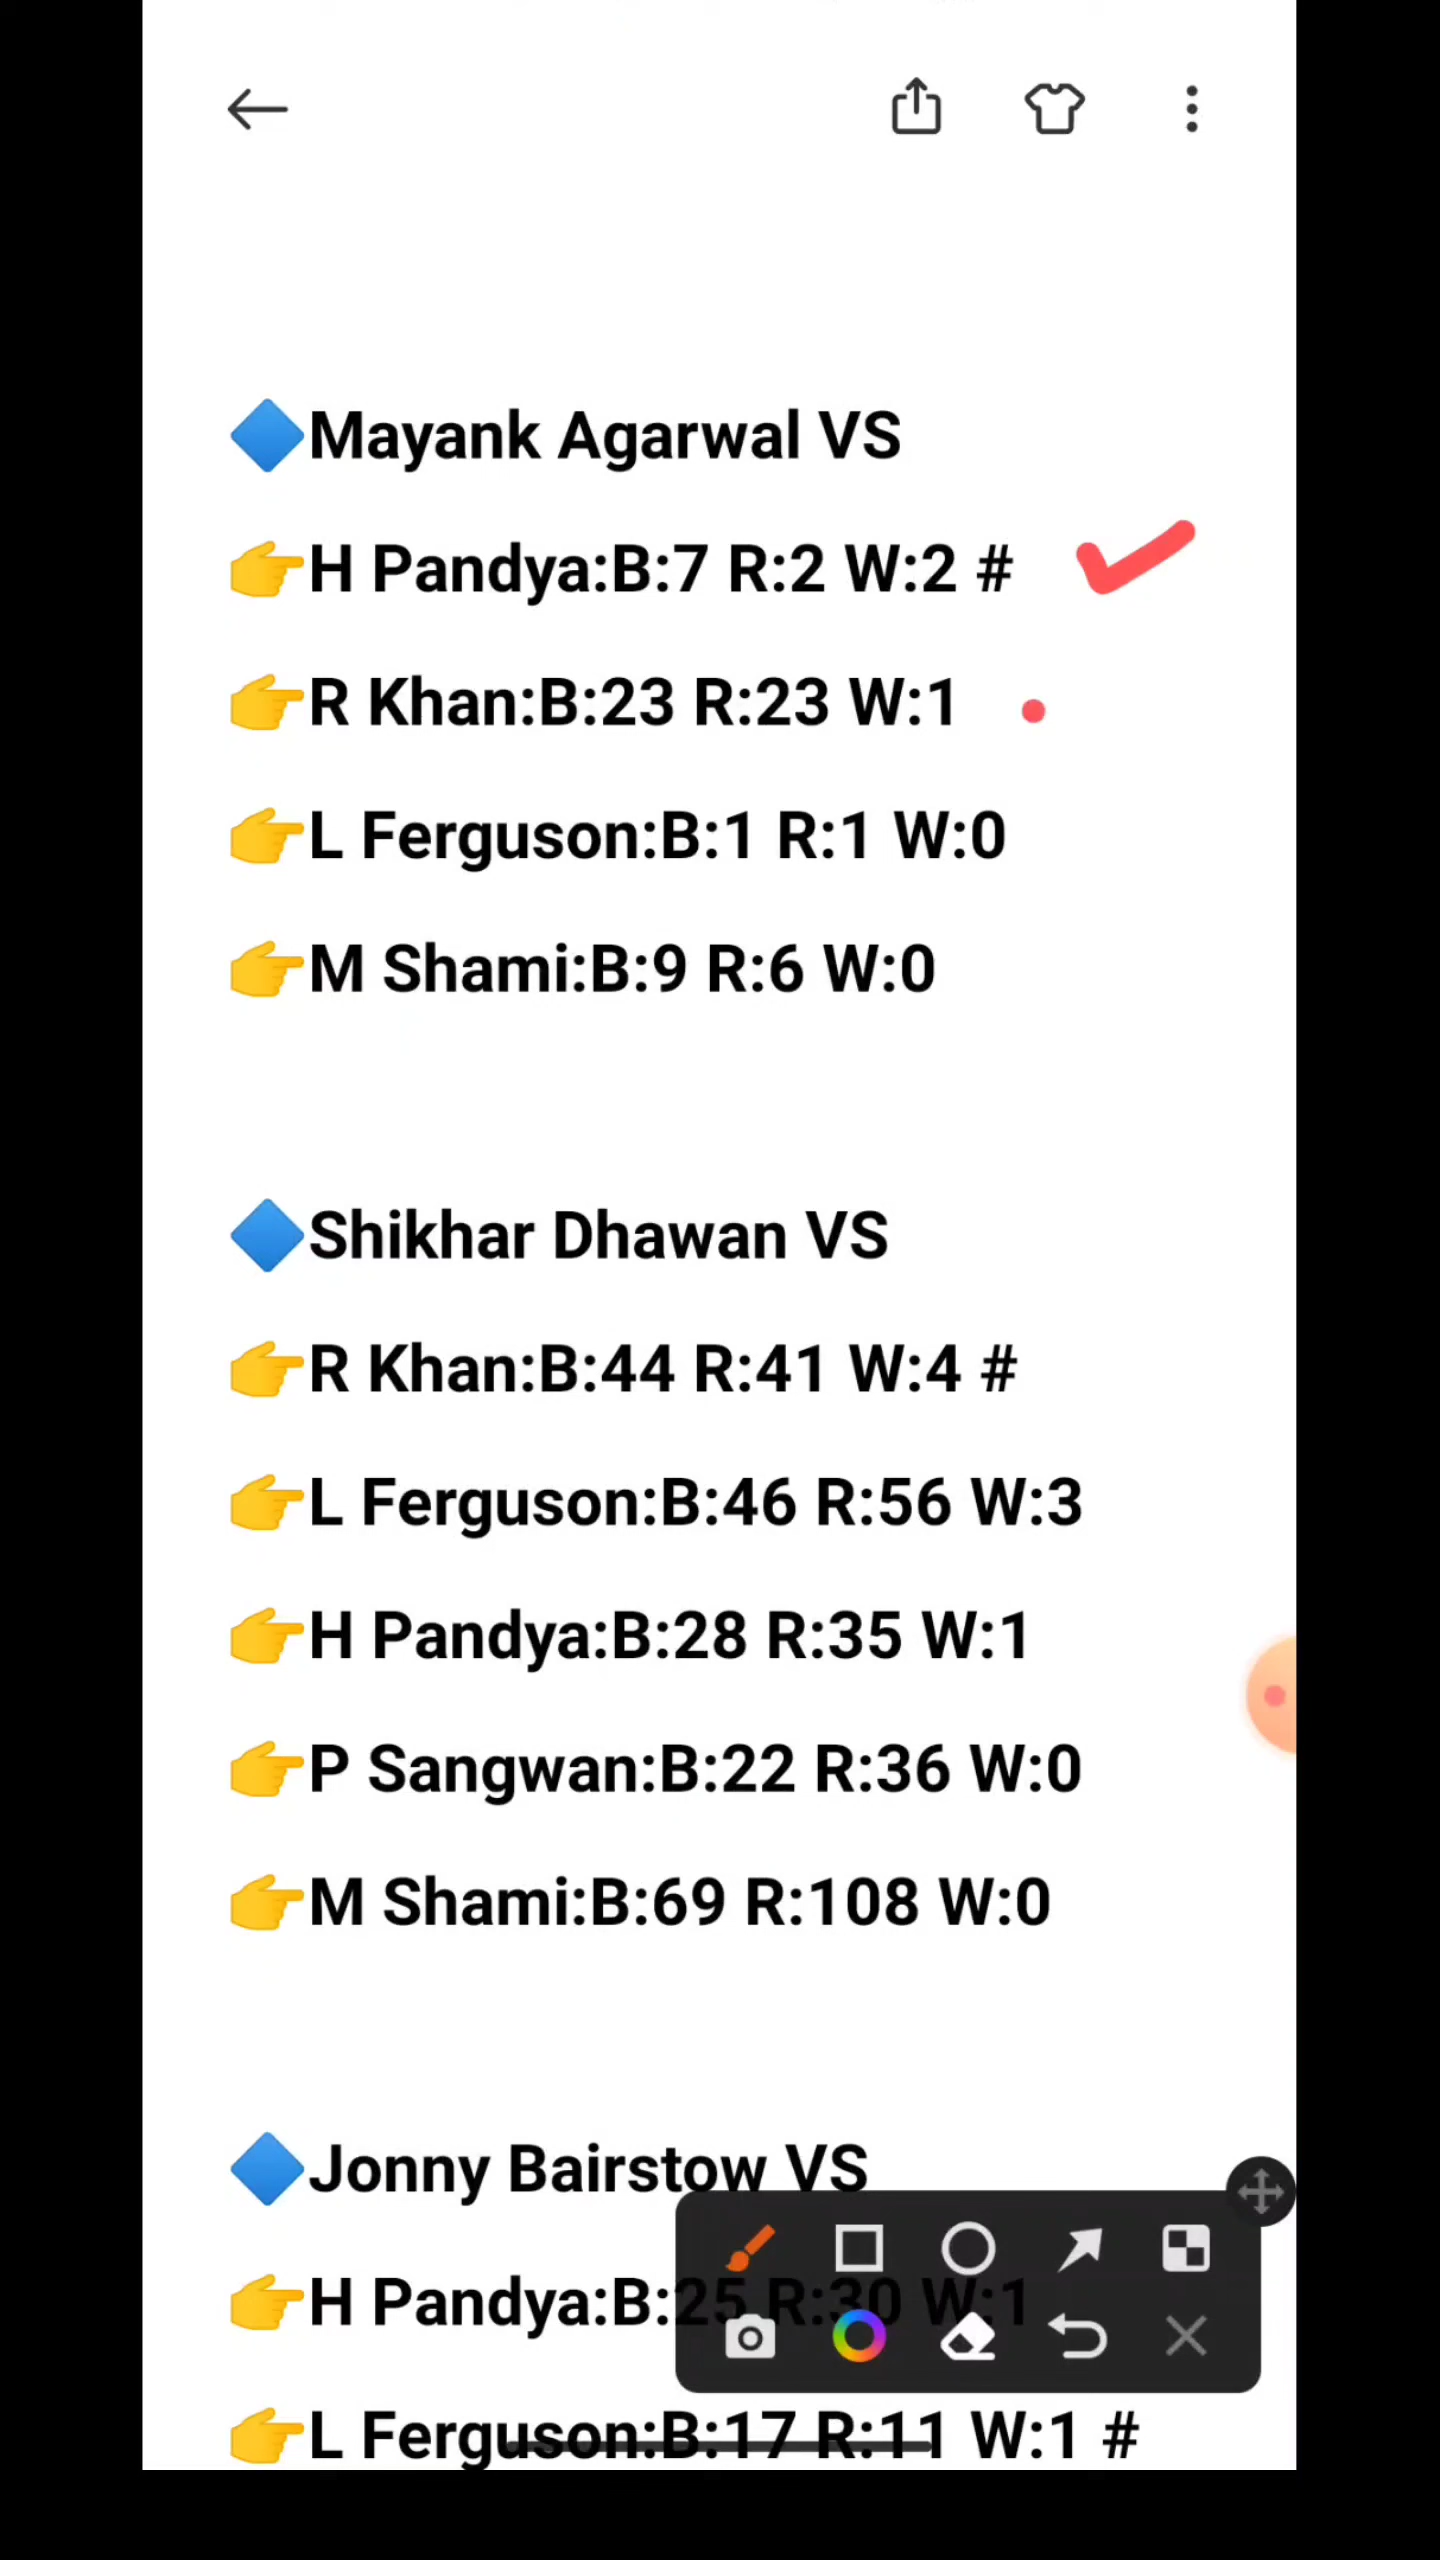 🔷Mayank Agarwal VS
👉H Pandya:B:7 R:2 W:2 #
👉R Khan:B:23 R:23 W:1
👉L Ferguson:B:1 R:1 W:0
👉M Shami:B:9 R:6 W:0
🔷Shikhar Dhawan VS
👉R Khan:B:44 R:41 W:4 #
👉L Ferguson:B:46 R:56 W:3
👉H Pandya:B:28 R:35 W:1
👉P Sangwan:B:22 R:36 W:0
👉M Shami:B:69 R:108 W:0
🔷Jonny Bairstow VS
👉H Pandya:B:25 R:30 W:1
👉L Ferguson:B:17 R:11 W:1 #